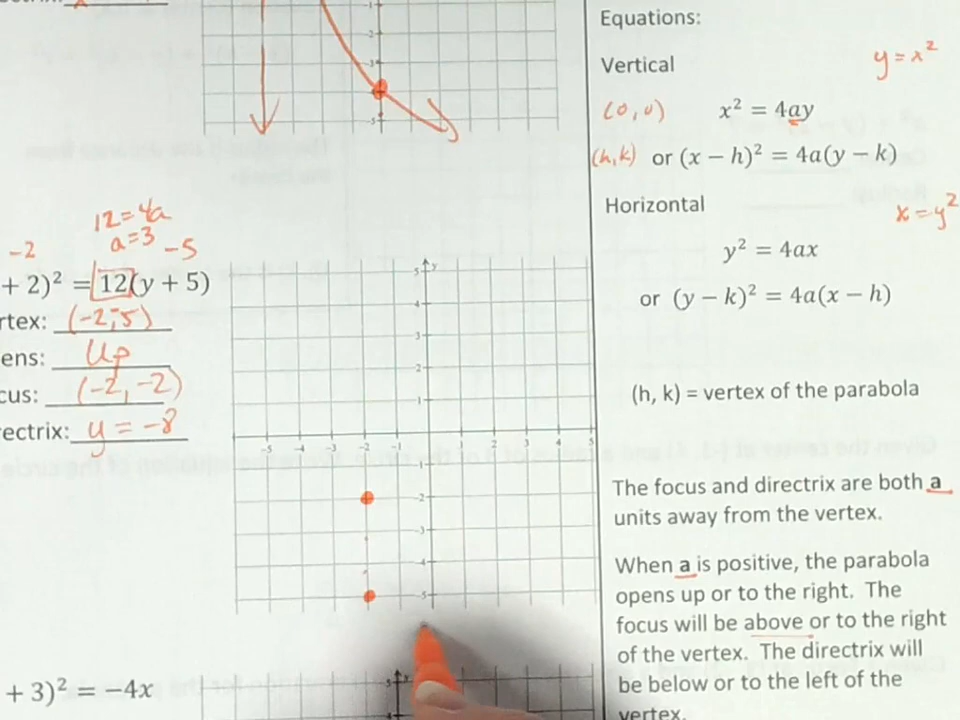 Equations:
Vertical
y = x²
(0, 0)
x² = 4ay
(h,k) or (x − h)² = 4a(y − k)
Horizontal
x = y²
y² = 4ax
or (y − k)² = 4a(x − h)
12 = 4a
-2
a = 3
-5
+ 2)² = 12(y + 5)
rtex: (-2,-5)
ens: Up
cus: (-2, -2)
ectrix: y = -8
(h, k) = vertex of the parabola
The focus and directrix are both a
units away from the vertex.
When a is positive, the parabola
opens up or to the right. The
focus will be above or to the right
of the vertex. The directrix will
be below or to the left of the
vertex.
+ 3)² = −4x